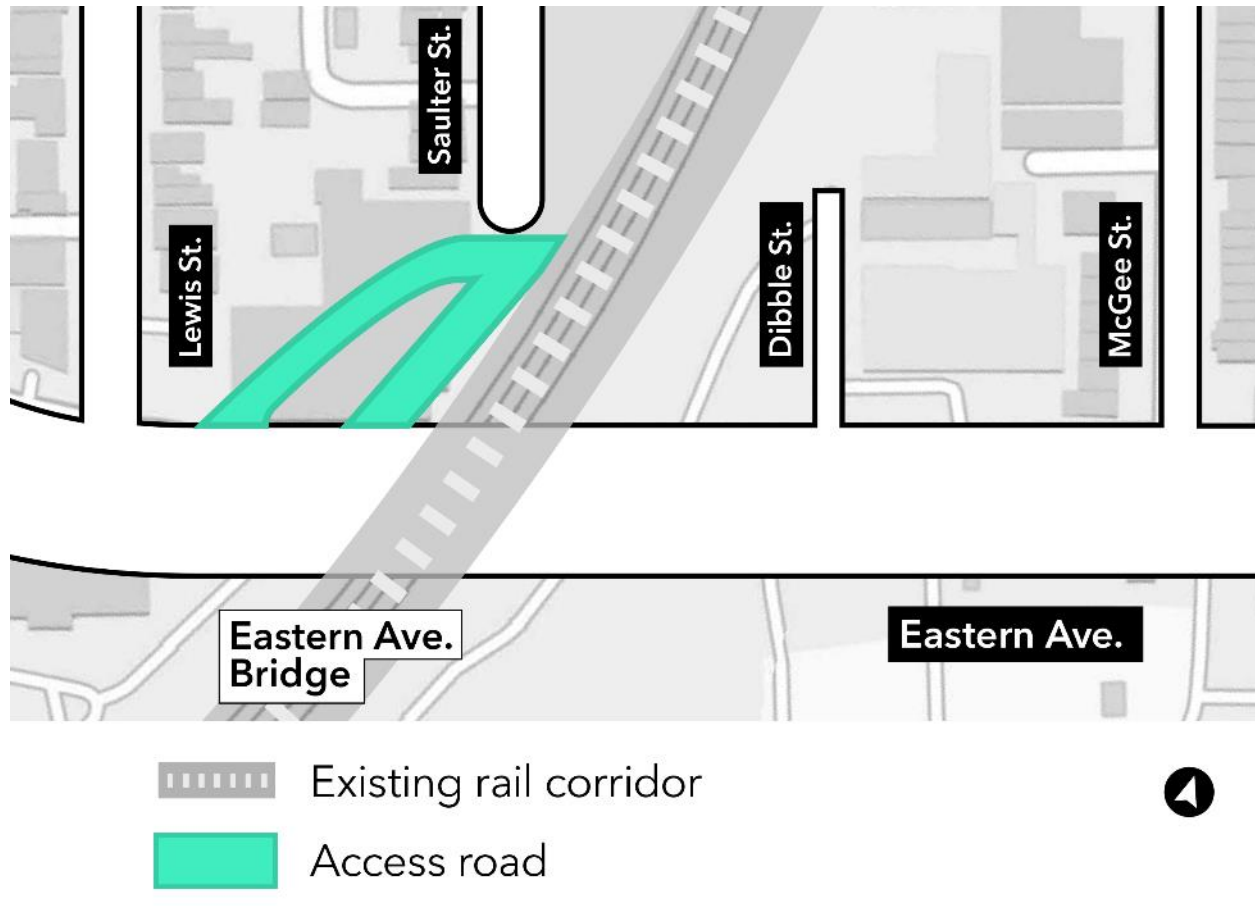 Saulter St.
Lewis St.
Dibble St.
McGee St.
Eastern Ave.
Bridge
Eastern Ave.
Existing rail corridor
Access road